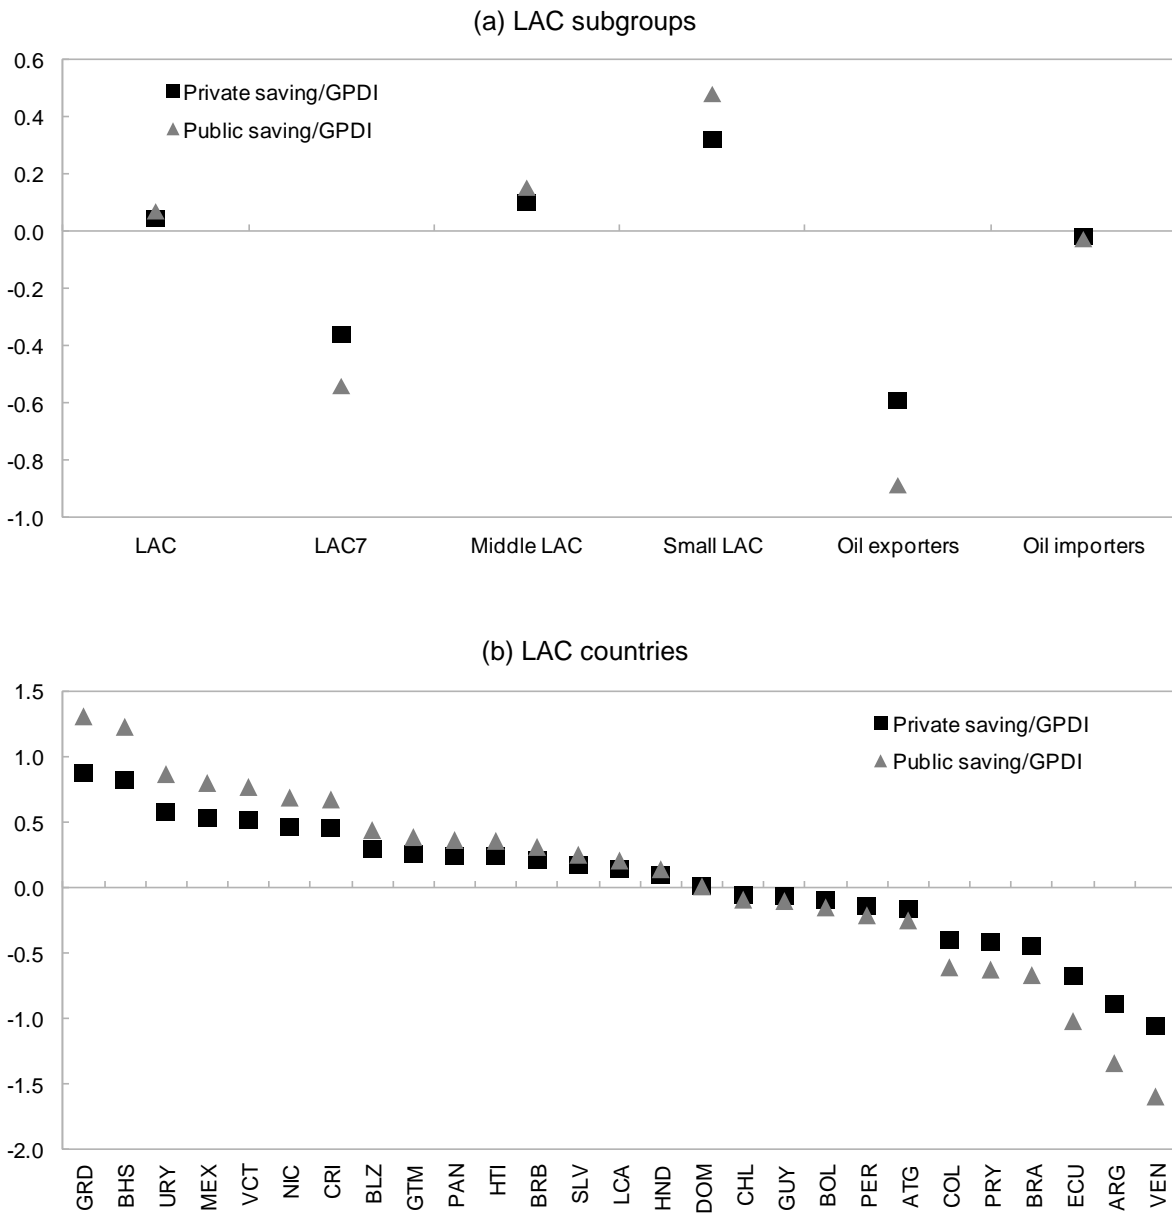 (a) LAC subgroups
0.6
0.4
0.2
0.0
-0.2
-0.4
-0.6
-0.8
-1.0
Private saving/GPDI
Public saving/GPDI
LAC LAC7 Middle LAC Small LAC Oil exporters Oil importers
(b) LAC countries
1.5
1.0
0.5
0.0
-0.5
-1.0
-1.5
-2.0
Private saving/GPDI
Public saving/GPDI
GRD BHS URY MEX VCT NIC CRI BLZ GTM PAN HTI BRB SLV LCA HND DOM CHL GUY BOL PER ATG COL PRY BRA ECU ARG VEN